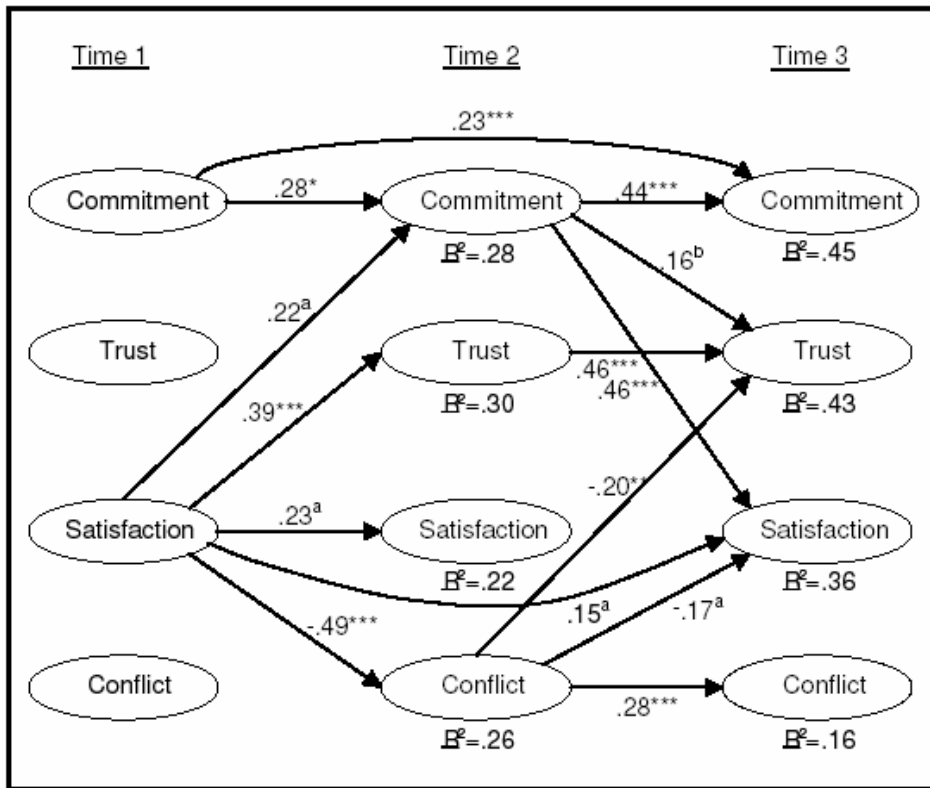 Time 1 Time 2 Time 3
.23***
Commitment .28* Commitment .44*** Commitment
R²=.28 R²=.45
.16ᵇ
.22ᵃ
Trust Trust Trust
.46***
.46***
R²=.30 R²=.43
.39***
-.20**
Satisfaction .23ᵃ Satisfaction Satisfaction
R²=.22 R²=.36
.15ᵃ -.17ᵃ
-.49***
Conflict Conflict Conflict
.28***
R²=.26 R²=.16